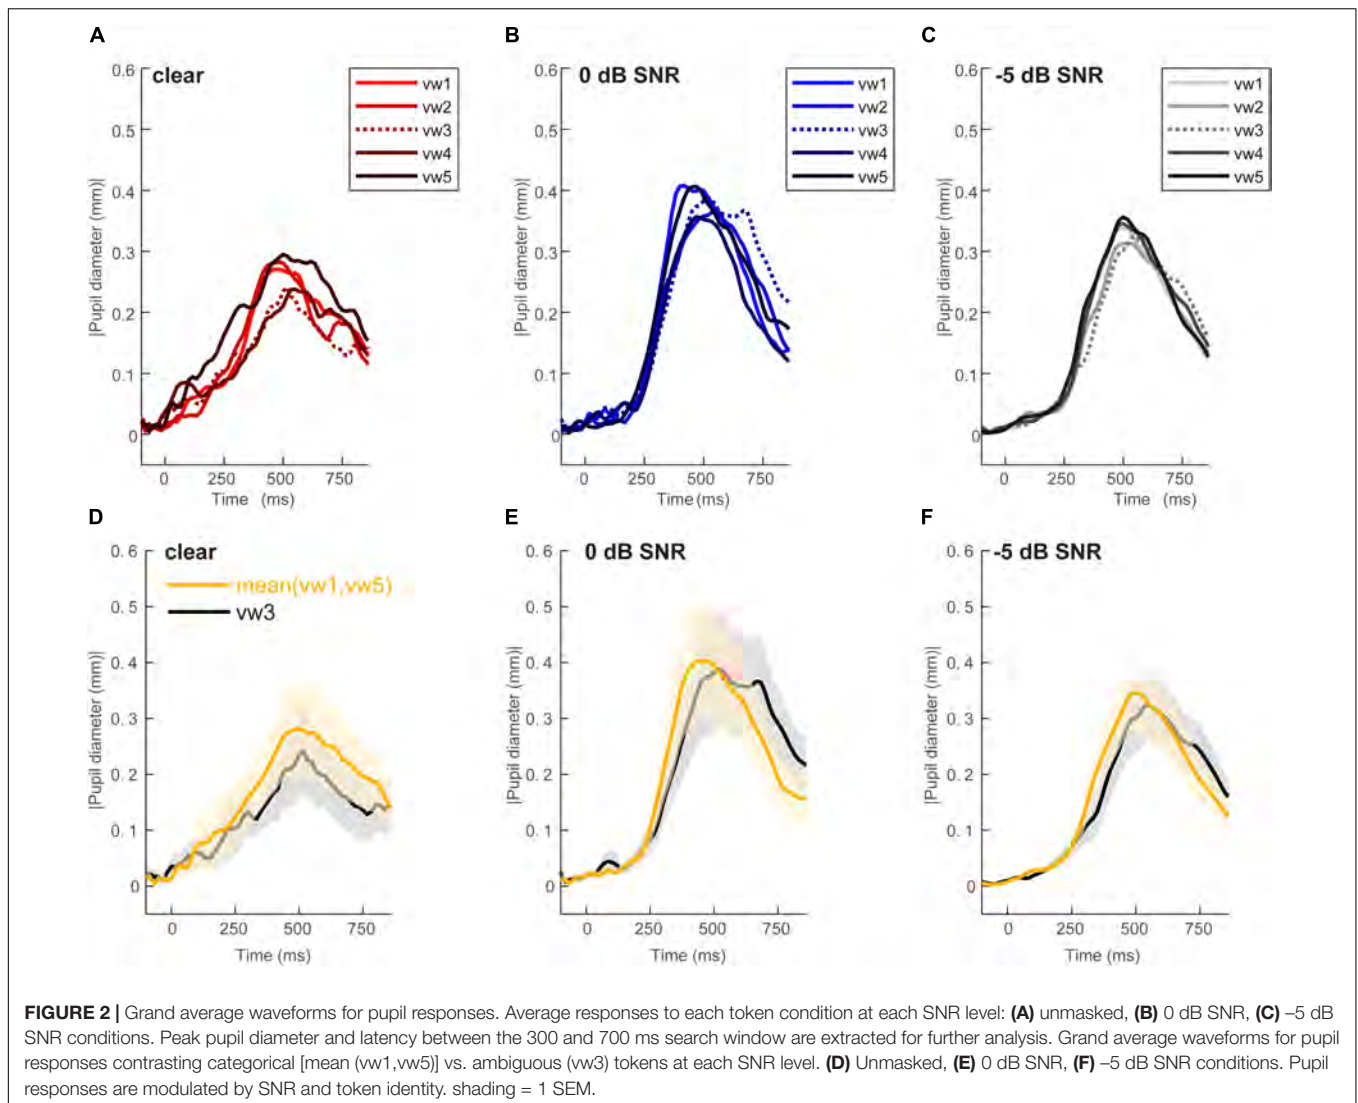 A
clear
vw1
vw2
vw3
vw4
vw5
0.6
0.5
0.4
0.3
0.2
0.1
0
|Pupil diameter (mm)|
0
250
500
750
Time (ms)
B
0 dB SNR
vw1
vw2
vw3
vw4
vw5
0.6
0.5
0.4
0.3
0.2
0.1
0
|Pupil diameter (mm)|
0
250
500
750
Time (ms)
C
-5 dB SNR
vw1
vw2
vw3
vw4
vw5
0.6
0.5
0.4
0.3
0.2
0.1
0
|Pupil diameter (mm)|
0
250
500
750
Time (ms)
D
clear
mean(vw1,vw5)
vw3
0.6
0.5
0.4
0.3
0.2
0.1
0
|Pupil diameter (mm)|
0
250
500
750
Time (ms)
E
0 dB SNR
0.6
0.5
0.4
0.3
0.2
0.1
0
|Pupil diameter (mm)|
0
250
500
750
Time (ms)
F
-5 dB SNR
0.6
0.5
0.4
0.3
0.2
0.1
0
|Pupil diameter (mm)|
0
250
500
750
Time (ms)
FIGURE 2 | Grand average waveforms for pupil responses. Average responses to each token condition at each SNR level: (A) unmasked, (B) 0 dB SNR, (C) –5 dB
SNR conditions. Peak pupil diameter and latency between the 300 and 700 ms search window are extracted for further analysis. Grand average waveforms for pupil
responses contrasting categorical [mean (vw1,vw5)] vs. ambiguous (vw3) tokens at each SNR level. (D) Unmasked, (E) 0 dB SNR, (F) –5 dB SNR conditions. Pupil
responses are modulated by SNR and token identity. shading = 1 SEM.